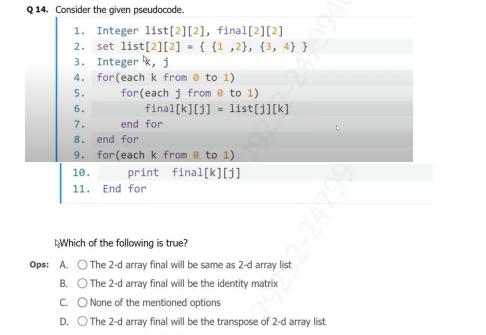 Q 14. Consider the given pseudocode.
1. Integer list[2][2], final[2][2]
2. set list[2][2] = { {1 ,2}, {3, 4} }
3. Integer k, j
4. for(each k from 0 to 1)
5. for(each j from 0 to 1)
6. final[k][j] = list[j][k]
7. end for
8. end for
9. for(each k from 0 to 1)
10. print final[k][j]
11. End for
Which of the following is true?
Ops: A. The 2-d array final will be same as 2-d array list
B. The 2-d array final will be the identity matrix
C. None of the mentioned options
D. The 2-d array final will be the transpose of 2-d array list